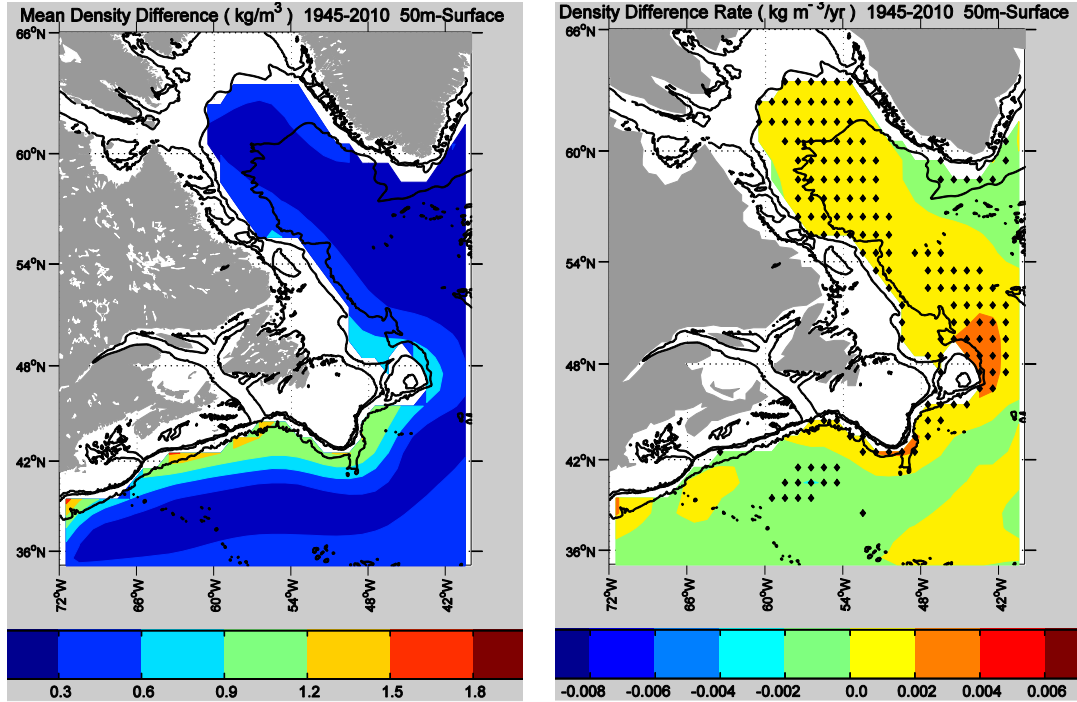 Mean Density Difference ( kg/m³ )  1945-2010  50m-Surface
66°N
60°N
54°N
48°N
42°N
36°N
72°W
66°W
60°W
54°W
48°W
42°W
0.3 0.6 0.9 1.2 1.5 1.8
Density Difference Rate ( kg m⁻³/yr )  1945-2010  50m-Surface
66°N
60°N
54°N
48°N
42°N
36°N
72°W
66°W
60°W
54°W
48°W
42°W
-0.008 -0.006 -0.004 -0.002 0.0 0.002 0.004 0.006